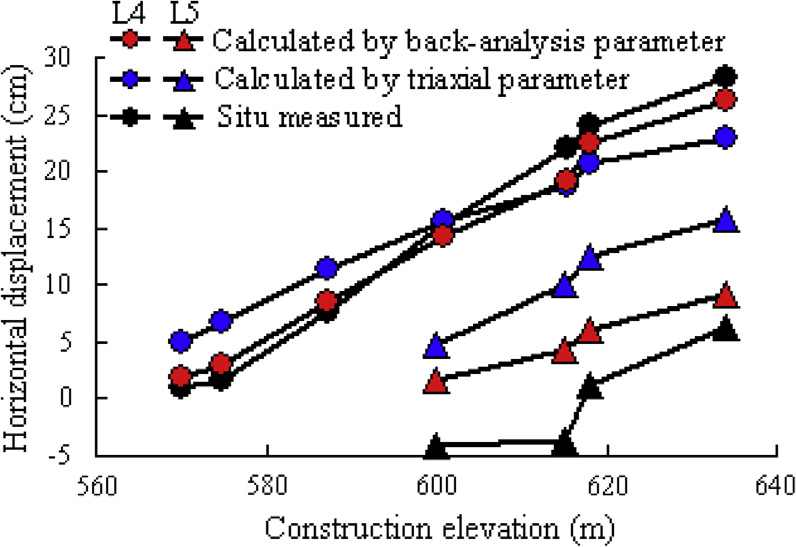 L4 L5
Calculated by back-analysis parameter
Calculated by triaxial parameter
Situ measured
Horizontal displacement (cm)
30
25
20
15
10
5
0
-5
560 580 600 620 640
Construction elevation (m)